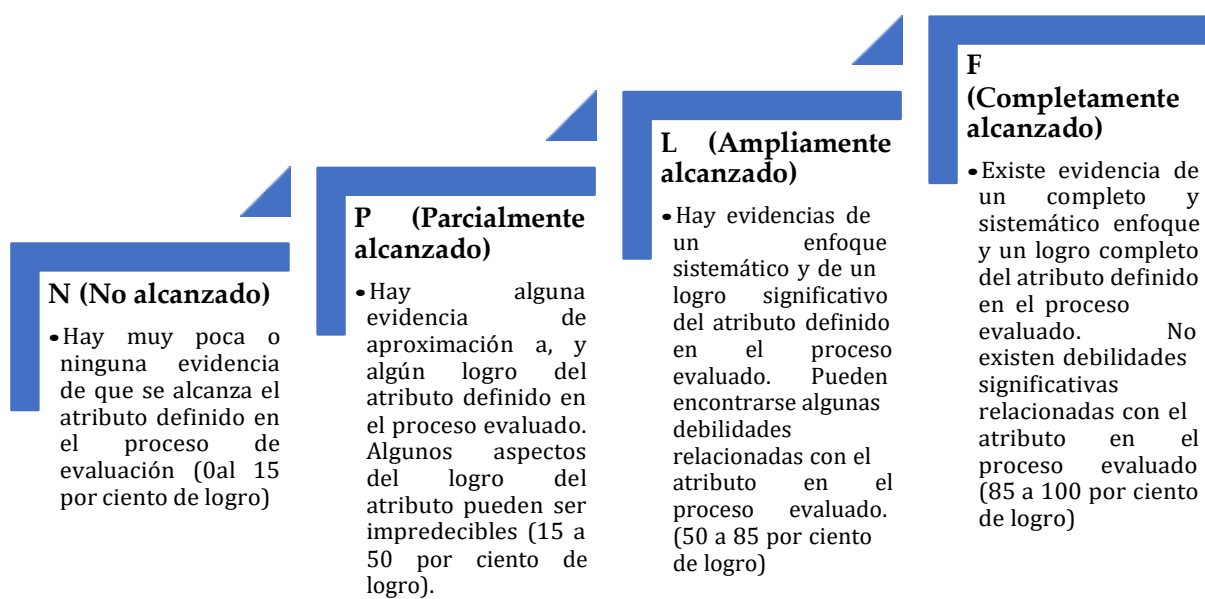 N (No alcanzado)
•Hay muy poca o
ninguna evidencia
de que se alcanza el
atributo definido en
el proceso de
evaluación (0al 15
por ciento de logro)
P (Parcialmente
alcanzado)
•Hay alguna
evidencia de
aproximación a, y
algún logro del
atributo definido en
el proceso evaluado.
Algunos aspectos
del logro del
atributo pueden ser
impredecibles (15 a
50 por ciento de
logro).
L (Ampliamente
alcanzado)
•Hay evidencias de
un enfoque
sistemático y de un
logro significativo
del atributo definido
en el proceso
evaluado. Pueden
encontrarse algunas
debilidades
relacionadas con el
atributo en el
proceso evaluado.
(50 a 85 por ciento
de logro)
F
(Completamente
alcanzado)
•Existe evidencia de
un completo y
sistemático enfoque
y un logro completo
del atributo definido
en el proceso
evaluado. No
existen debilidades
significativas
relacionadas con el
atributo en el
proceso evaluado
(85 a 100 por ciento
de logro)